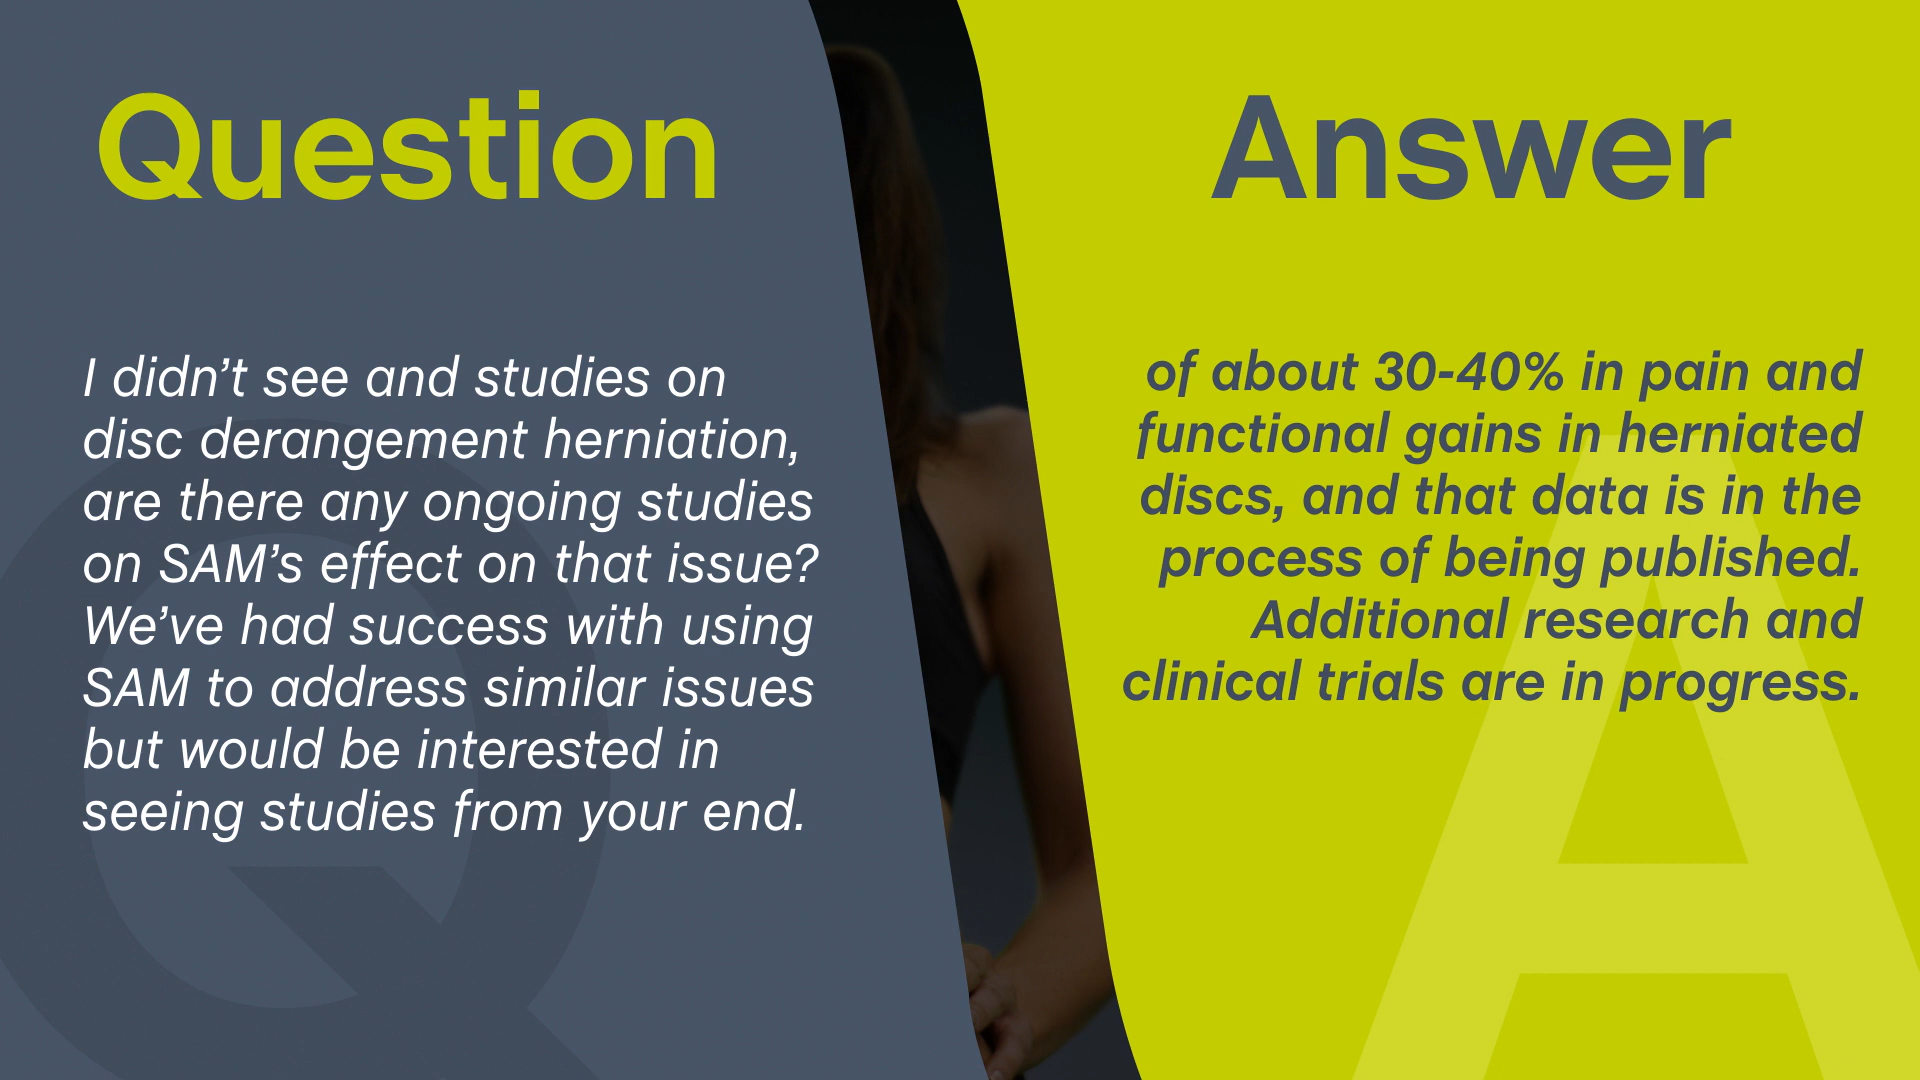 Question
I didn’t see and studies on
disc derangement herniation,
are there any ongoing studies
on SAM’s effect on that issue?
We’ve had success with using
SAM to address similar issues
but would be interested in
seeing studies from your end.
Answer
of about 30-40% in pain and
functional gains in herniated
discs, and that data is in the
process of being published.
Additional research and
clinical trials are in progress.
Q
A